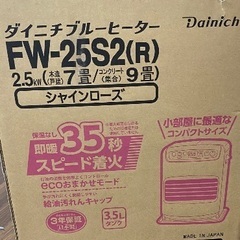 ダイニチブルーヒーター
Dainichi
FW-25S2(R)
2.5kW (木造 戸建) 7畳/コンクリート(集合) 9畳
シャインローズ
小部屋に最適な
コンパクトサイズ
即暖35秒
スピード着火
ecoおまかせモード
給油汚れんキャップ
3年保証
3.5L
タンク
MADE IN JAPAN